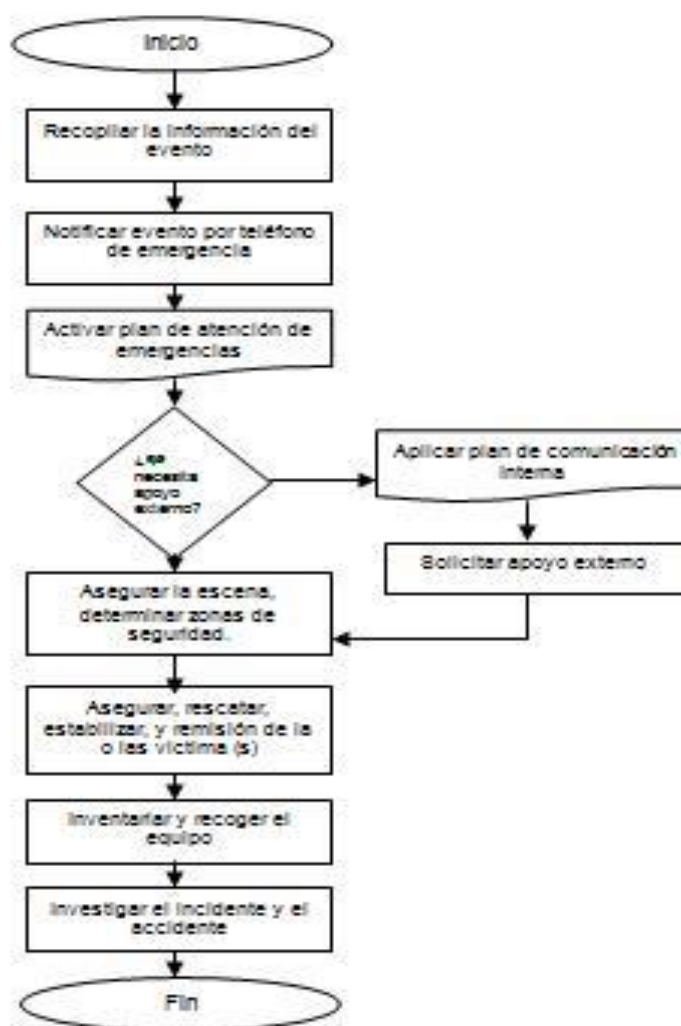 Inicio
Recopilar la información del
evento
Notificar evento por teléfono
de emergencia
Activar plan de atención de
emergencias
¿Se
necesita
apoyo
externo?
Aplicar plan de comunicación
interna
Solicitar apoyo externo
Asegurar la escena,
determinar zonas de
seguridad.
Asegurar, rescatar,
estabilizar, y remisión de la
o las victima (s)
Inventariar y recoger el
equipo
Investigar el incidente y el
accidente
Fin